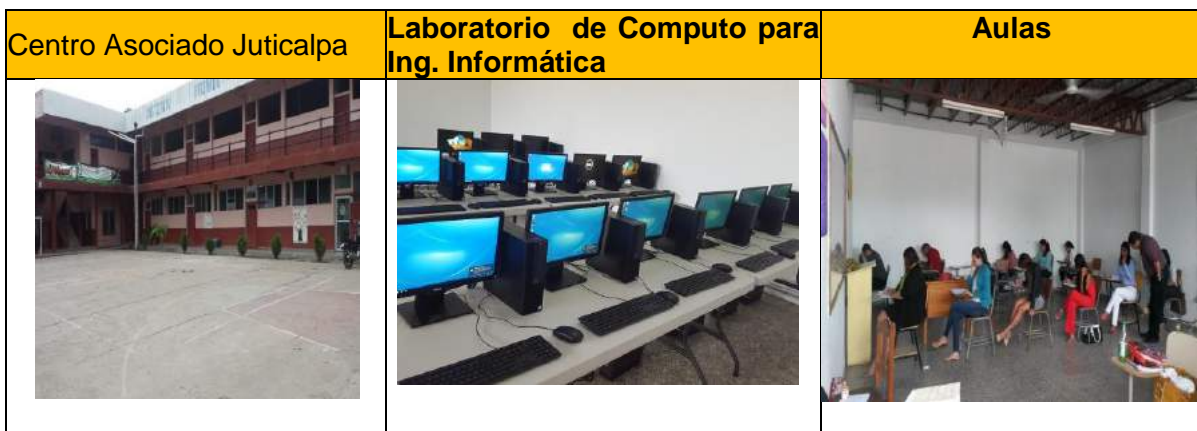 Centro Asociado Juticalpa
Laboratorio de Computo para
Ing. Informática
Aulas